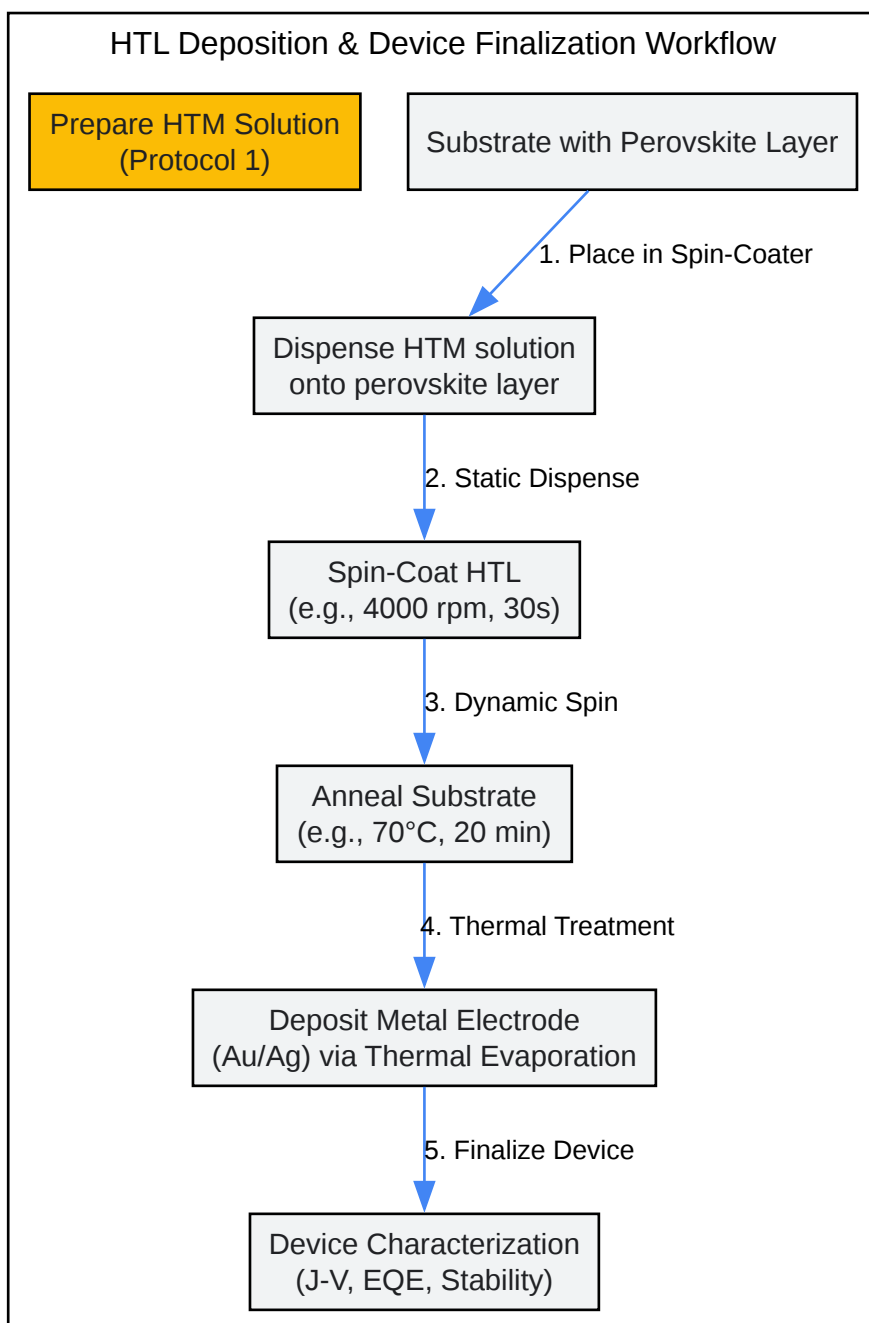 HTL Deposition & Device Finalization Workflow
Prepare HTM Solution
(Protocol 1)
Substrate with Perovskite Layer
1. Place in Spin-Coater
Dispense HTM solution
onto perovskite layer
2. Static Dispense
Spin-Coat HTL
(e.g., 4000 rpm, 30s)
3. Dynamic Spin
Anneal Substrate
(e.g., 70°C, 20 min)
4. Thermal Treatment
Deposit Metal Electrode
(Au/Ag) via Thermal Evaporation
5. Finalize Device
Device Characterization
(J-V, EQE, Stability)